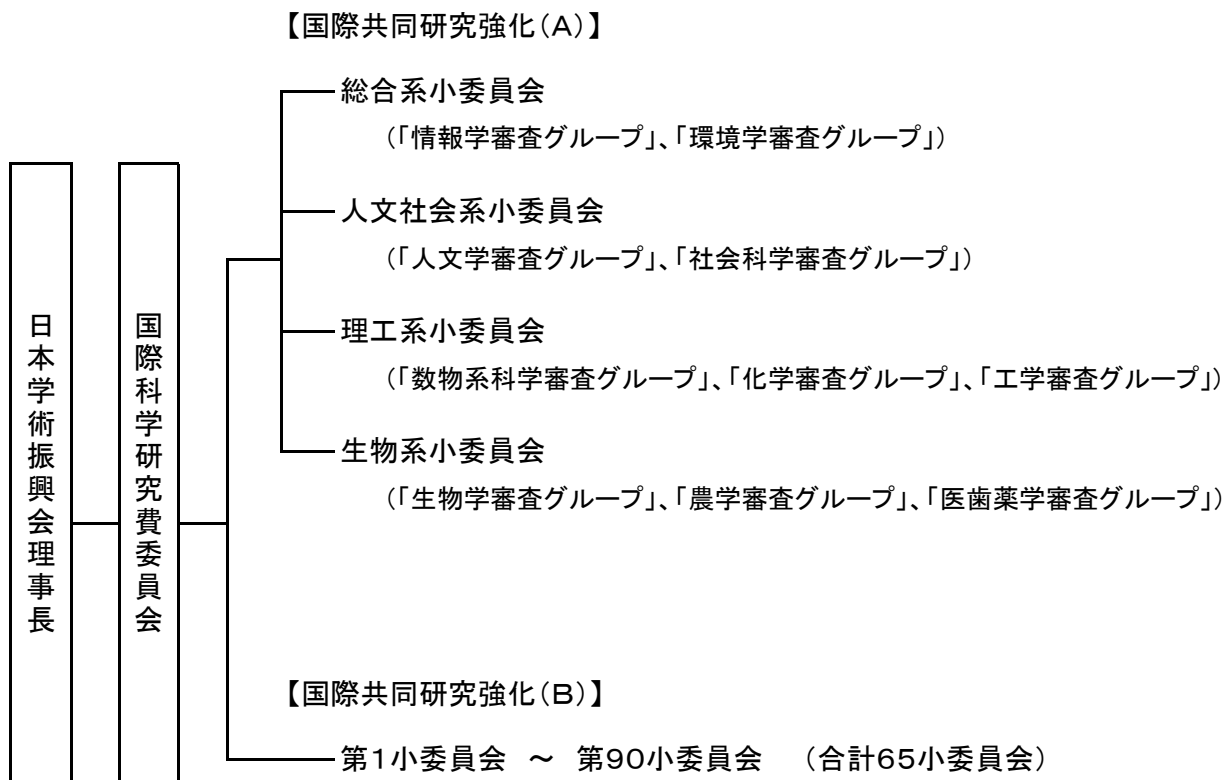 【国際共同研究強化(A)】
総合系小委員会
(「情報学審査グループ」、「環境学審査グループ」)
人文社会系小委員会
(「人文学審査グループ」、「社会科学審査グループ」)
理工系小委員会
(「数物系科学審査グループ」、「化学審査グループ」、「工学審査グループ」)
生物系小委員会
(「生物学審査グループ」、「農学審査グループ」、「医歯薬学審査グループ」)
日本学術振興会理事長
国際科学研究費委員会
【国際共同研究強化(B)】
第1小委員会 ~ 第90小委員会 (合計65小委員会)